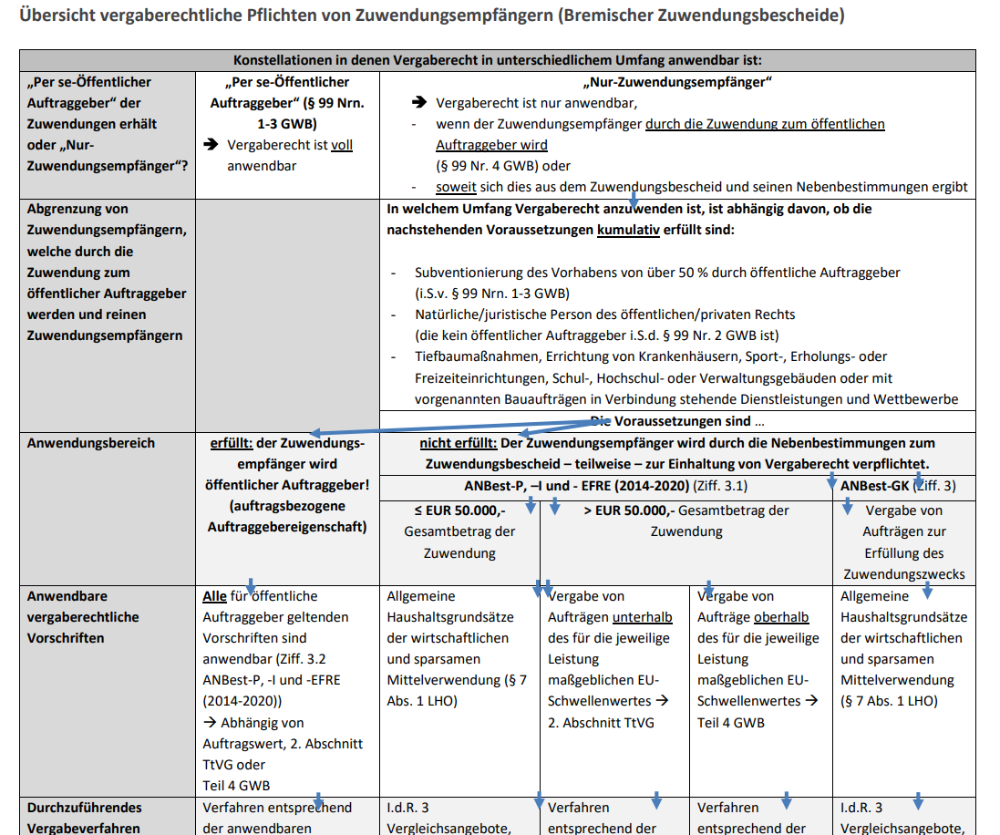 Übersicht vergaberechtliche Pflichten von Zuwendungsempfängern (Bremischer Zuwendungsbescheide)
Konstellationen in denen Vergaberecht in unterschiedlichem Umfang anwendbar ist:
„Per se-Öffentlicher
Auftraggeber“ der
Zuwendungen erhält
oder „Nur-
Zuwendungsempfänger“?
„Per se-Öffentlicher
Auftraggeber“ (§ 99 Nrn.
1-3 GWB)
➔ Vergaberecht ist voll
anwendbar
„Nur-Zuwendungsempfänger“
➔ Vergaberecht ist nur anwendbar,
- wenn der Zuwendungsempfänger durch die Zuwendung zum öffentlichen
Auftraggeber wird
(§ 99 Nr. 4 GWB) oder
- soweit sich dies aus dem Zuwendungsbescheid und seinen Nebenbestimmungen ergibt
Abgrenzung von
Zuwendungsempfängern,
welche durch die
Zuwendung zum
öffentlicher Auftraggeber
werden und reinen
Zuwendungsempfängern
In welchem Umfang Vergaberecht anzuwenden ist, ist abhängig davon, ob die
nachstehenden Voraussetzungen kumulativ erfüllt sind:
- Subventionierung des Vorhabens von über 50 % durch öffentliche Auftraggeber
(i.S.v. § 99 Nrn. 1-3 GWB)
- Natürliche/juristische Person des öffentlichen/privaten Rechts
(die kein öffentlicher Auftraggeber i.S.d. § 99 Nr. 2 GWB ist)
- Tiefbaumaßnahmen, Errichtung von Krankenhäusern, Sport-, Erholungs- oder
Freizeiteinrichtungen, Schul-, Hochschul- oder Verwaltungsgebäuden oder mit
vorgenannten Bauaufträgen in Verbindung stehende Dienstleistungen und Wettbewerbe
Die Voraussetzungen sind ...
Anwendungsbereich
erfüllt: der Zuwendungs-
empfänger wird
öffentlicher Auftraggeber!
(auftragsbezogene
Auftraggebereigenschaft)
nicht erfüllt: Der Zuwendungsempfänger wird durch die Nebenbestimmungen zum
Zuwendungsbescheid – teilweise – zur Einhaltung von Vergaberecht verpflichtet.
ANBest-P, –I und - EFRE (2014-2020) (Ziff. 3.1)
ANBest-GK (Ziff. 3)
≤ EUR 50.000,-
Gesamtbetrag der
Zuwendung
> EUR 50.000,- Gesamtbetrag der
Zuwendung
Vergabe von
Aufträgen zur
Erfüllung des
Zuwendungszwecks
Anwendbare
vergaberechtliche
Vorschriften
Alle für öffentliche
Auftraggeber geltenden
Vorschriften sind
anwendbar (Ziff. 3.2
ANBest-P, -I und -EFRE
(2014-2020))
→ Abhängig von
Auftragswert, 2. Abschnitt
TtVG oder
Teil 4 GWB
Allgemeine
Haushaltsgrundsätze
der wirtschaftlichen
und sparsamen
Mittelverwendung (§ 7
Abs. 1 LHO)
Vergabe von
Aufträgen unterhalb
des für die jeweilige
Leistung
maßgeblichen EU-
Schwellenwertes →
2. Abschnitt TtVG
Vergabe von
Aufträge oberhalb
des für die jeweilige
Leistung
maßgeblichen EU-
Schwellenwertes →
Teil 4 GWB
Allgemeine
Haushaltsgrundsätze
der wirtschaftlichen
und sparsamen
Mittelverwendung
(§ 7 Abs. 1 LHO)
Durchzuführendes
Vergabeverfahren
Verfahren entsprechend
der anwendbaren
I.d.R. 3
Vergleichsangebote,
Verfahren
entsprechend der
Verfahren
entsprechend der
I.d.R. 3
Vergleichsangebote,